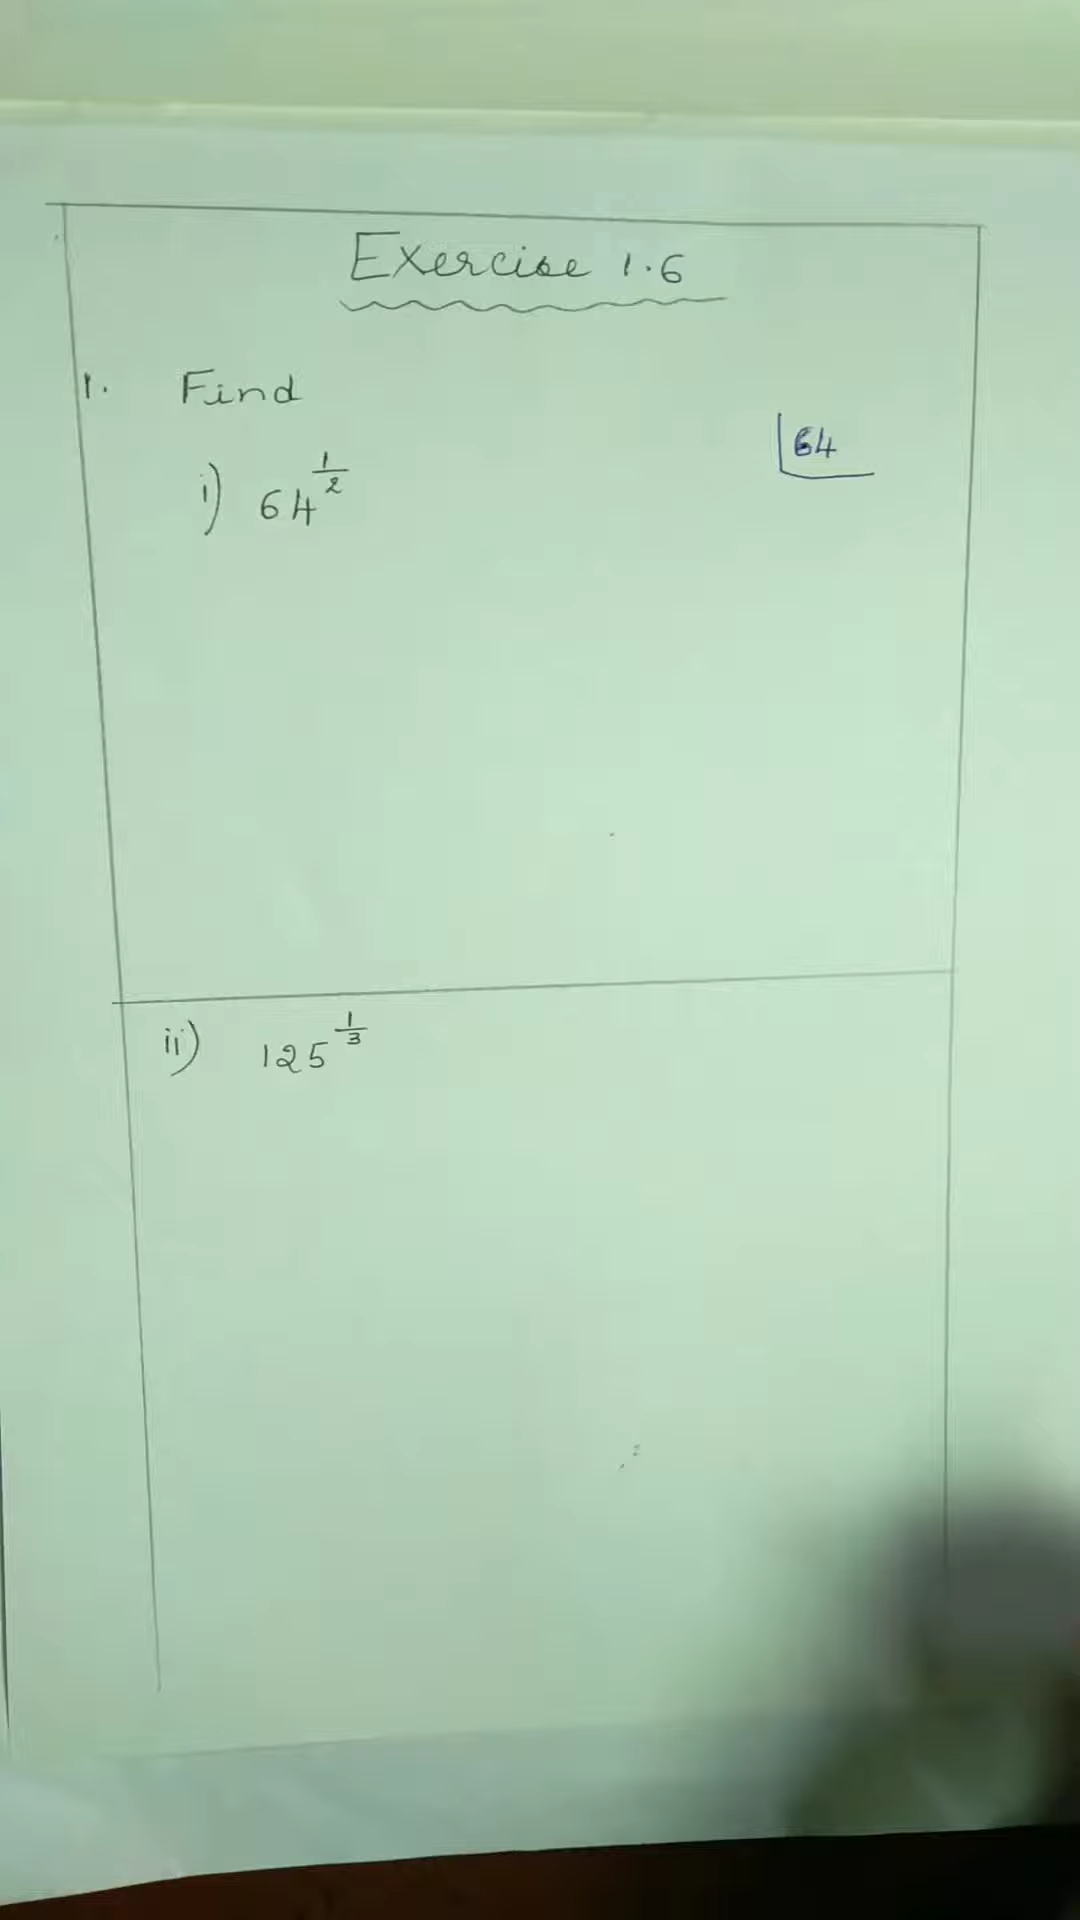 Exercise 1.6
1. Find
i) 64^(1/2)
64
ii) 125^(1/3)